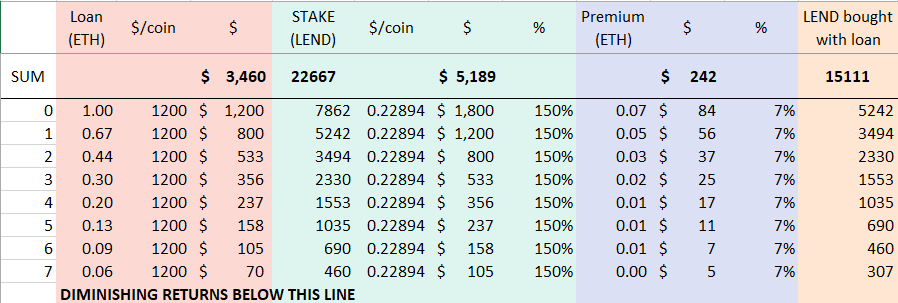 Loan (ETH) $/coin $ STAKE (LEND) $/coin $ % Premium (ETH) $ % LEND bought with loan
SUM $ 3,460 22667 $ 5,189 $ 242 15111
0 1.00 1200 $ 1,200 7862 0.22894 $ 1,800 150% 0.07 $ 84 7% 5242
1 0.67 1200 $ 800 5242 0.22894 $ 1,200 150% 0.05 $ 56 7% 3494
2 0.44 1200 $ 533 3494 0.22894 $ 800 150% 0.03 $ 37 7% 2330
3 0.30 1200 $ 356 2330 0.22894 $ 533 150% 0.02 $ 25 7% 1553
4 0.20 1200 $ 237 1553 0.22894 $ 356 150% 0.01 $ 17 7% 1035
5 0.13 1200 $ 158 1035 0.22894 $ 237 150% 0.01 $ 11 7% 690
6 0.09 1200 $ 105 690 0.22894 $ 158 150% 0.01 $ 7 7% 460
7 0.06 1200 $ 70 460 0.22894 $ 105 150% 0.00 $ 5 7% 307
DIMINISHING RETURNS BELOW THIS LINE